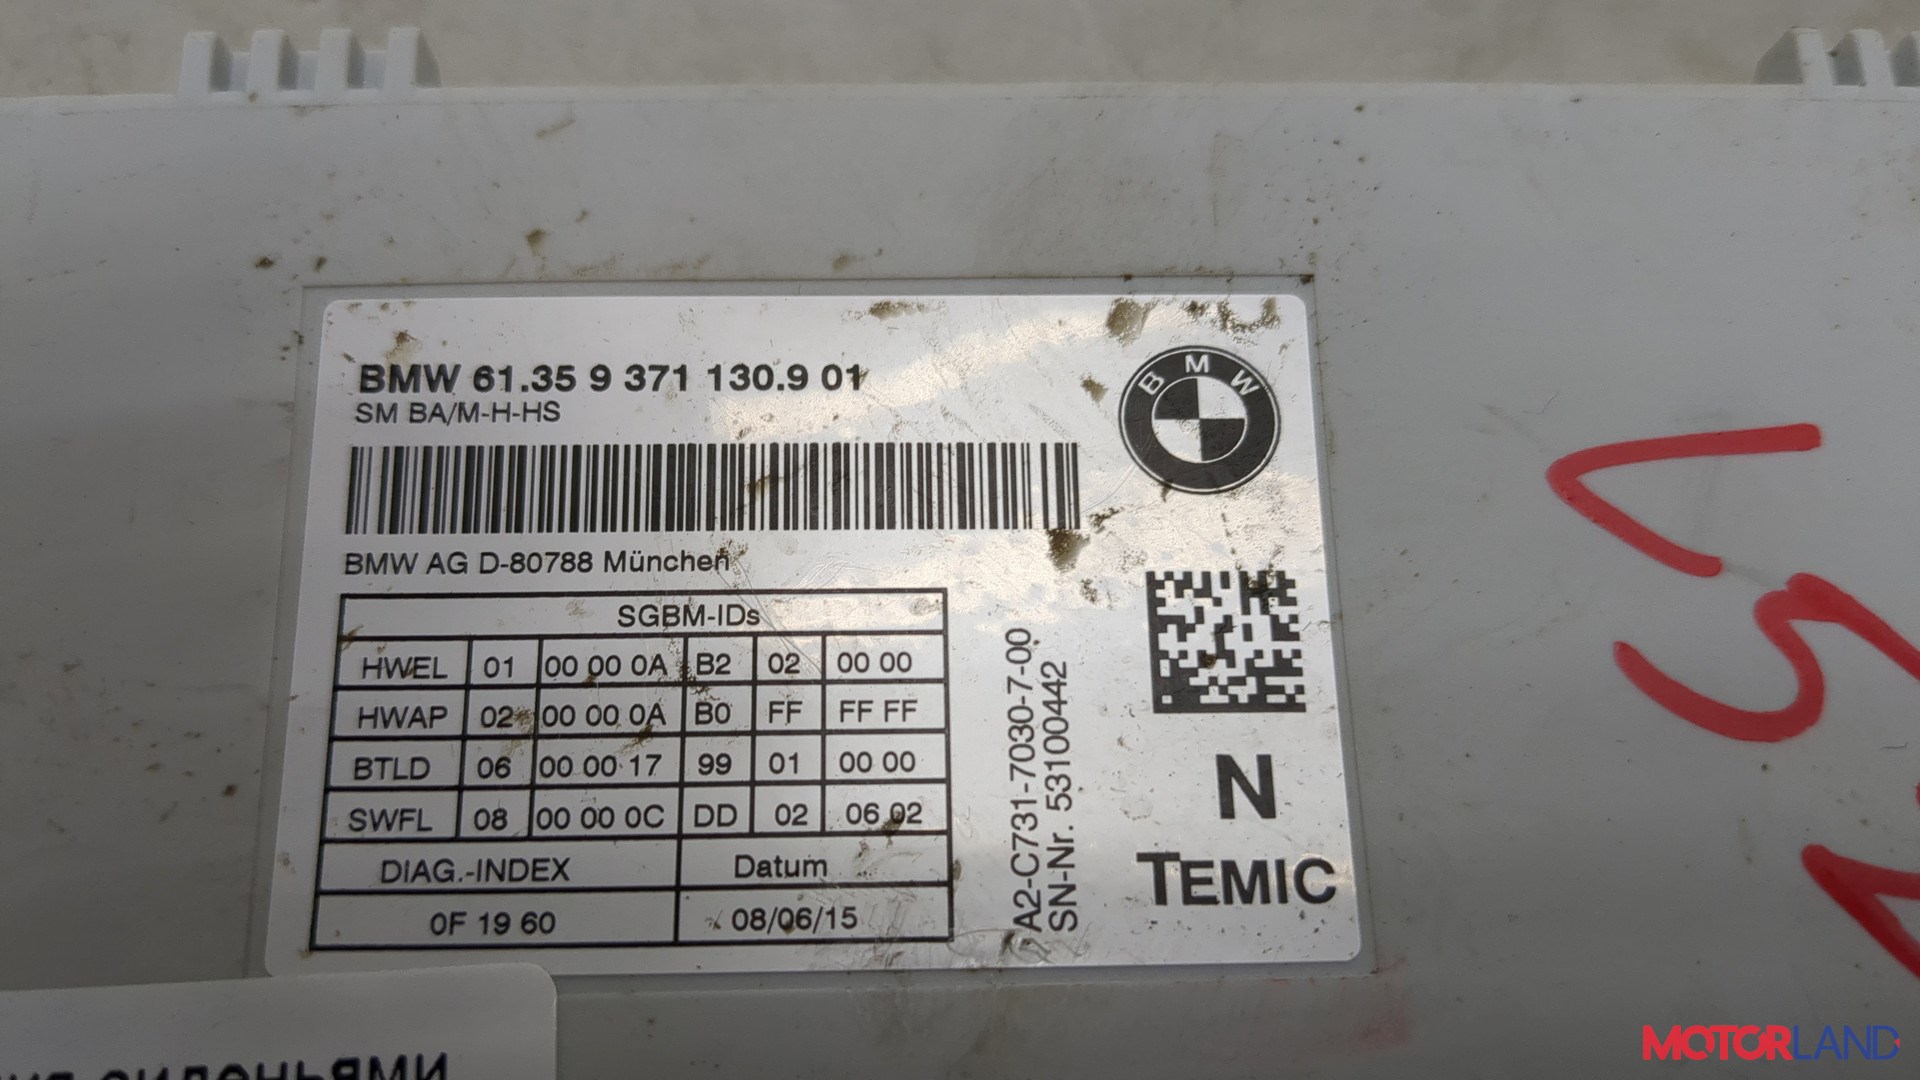 BMW 61.35 9 371 130.9 01
SM BA/M-H-HS
BMW
BMW AG D-80788 München
SGBM-IDs
HWEL 01 00 00 0A B2 02 00 00
HWAP 02 00 00 0A B0 FF FF FF
BTLD 06 00 00 17 99 01 00 00
SWFL 08 00 00 0C DD 02 06 02
DIAG.-INDEX Datum
0F 19 60 08/06/15
A2-C731-7030-7-00
SN-Nr. 53100442
N
TEMIC
сиденьями
MOTORLAND